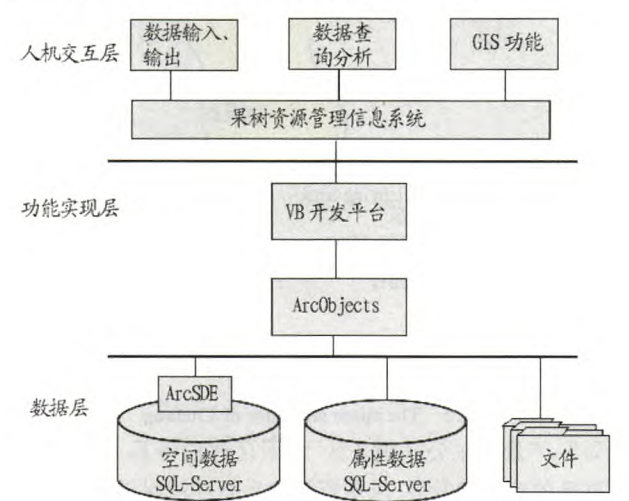 人机交互层
数据输入、
输出
数据查
询分析
GIS 功能
果树资源管理信息系统
功能实现层
VB 开发平台
ArcObjects
数据层
ArcSDE
空间数据
SQL-Server
属性数据
SQL-Server
文件